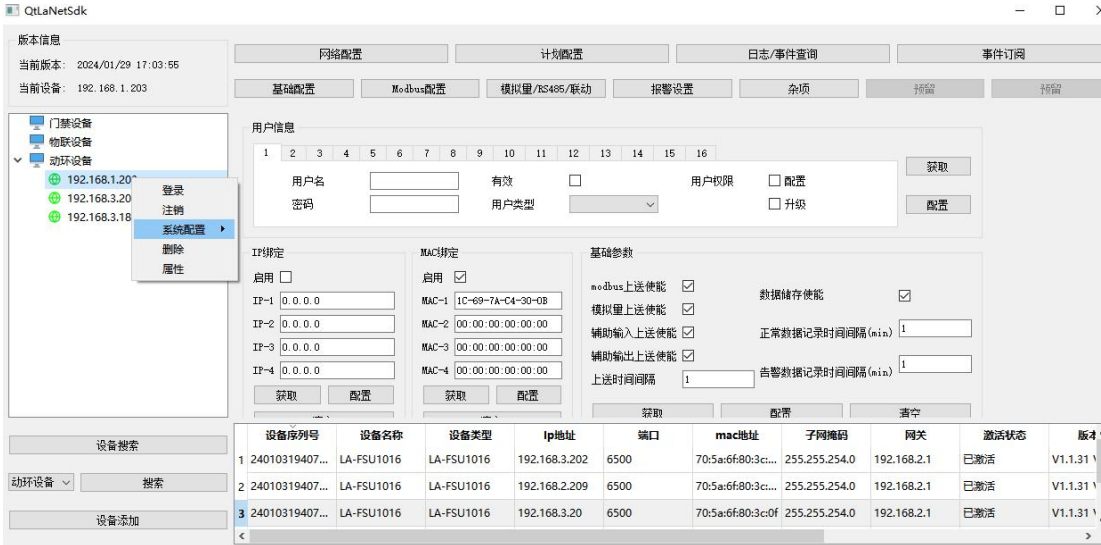 QtLaNetSdk
版本信息
当前版本: 2024/01/29 17:03:55
当前设备: 192.168.1.203
网络配置 计划配置 日志/事件查询 事件订阅
基础配置 Modbus配置 模拟量/RS485/联动 报警设置 杂项 预留 预留
门禁设备
物联设备
动环设备
192.168.1.20
192.168.3.20
192.168.3.18
登录
注销
系统配置
删除
属性
用户信息
1 2 3 4 5 6 7 8 9 10 11 12 13 14 15 16
用户名 有效 用户权限 配置
密码 用户类型 升级
获取
配置
IP绑定
启用
IP-1 0.0.0.0
IP-2 0.0.0.0
IP-3 0.0.0.0
IP-4 0.0.0.0
获取 配置
MAC绑定
启用
MAC-1 1C-69-7A-C4-30-0B
MAC-2 00:00:00:00:00:00
MAC-3 00:00:00:00:00:00
MAC-4 00:00:00:00:00:00
获取 配置
基础参数
modbus上送使能
模拟量上送使能
辅助输入上送使能
辅助输出上送使能
上送时间间隔 1
数据储存使能
正常数据记录时间间隔(min) 1
告警数据记录时间间隔(min) 1
获取 配置 清空
设备搜索
动环设备 搜索
设备添加
设备序列号 设备名称 设备类型 Ip地址 端口 mac地址 子网掩码 网关 激活状态 版本
1 24010319407... LA-FSU1016 LA-FSU1016 192.168.3.202 6500 70:5a:6f:80:3c:... 255.255.254.0 192.168.2.1 已激活 V1.1.31
2 24010319407... LA-FSU1016 LA-FSU1016 192.168.2.209 6500 70:5a:6f:80:3c:... 255.255.254.0 192.168.2.1 已激活 V1.1.31
3 24010319407... LA-FSU1016 LA-FSU1016 192.168.3.20 6500 70:5a:6f:80:3c:0f 255.255.254.0 192.168.2.1 已激活 V1.1.31